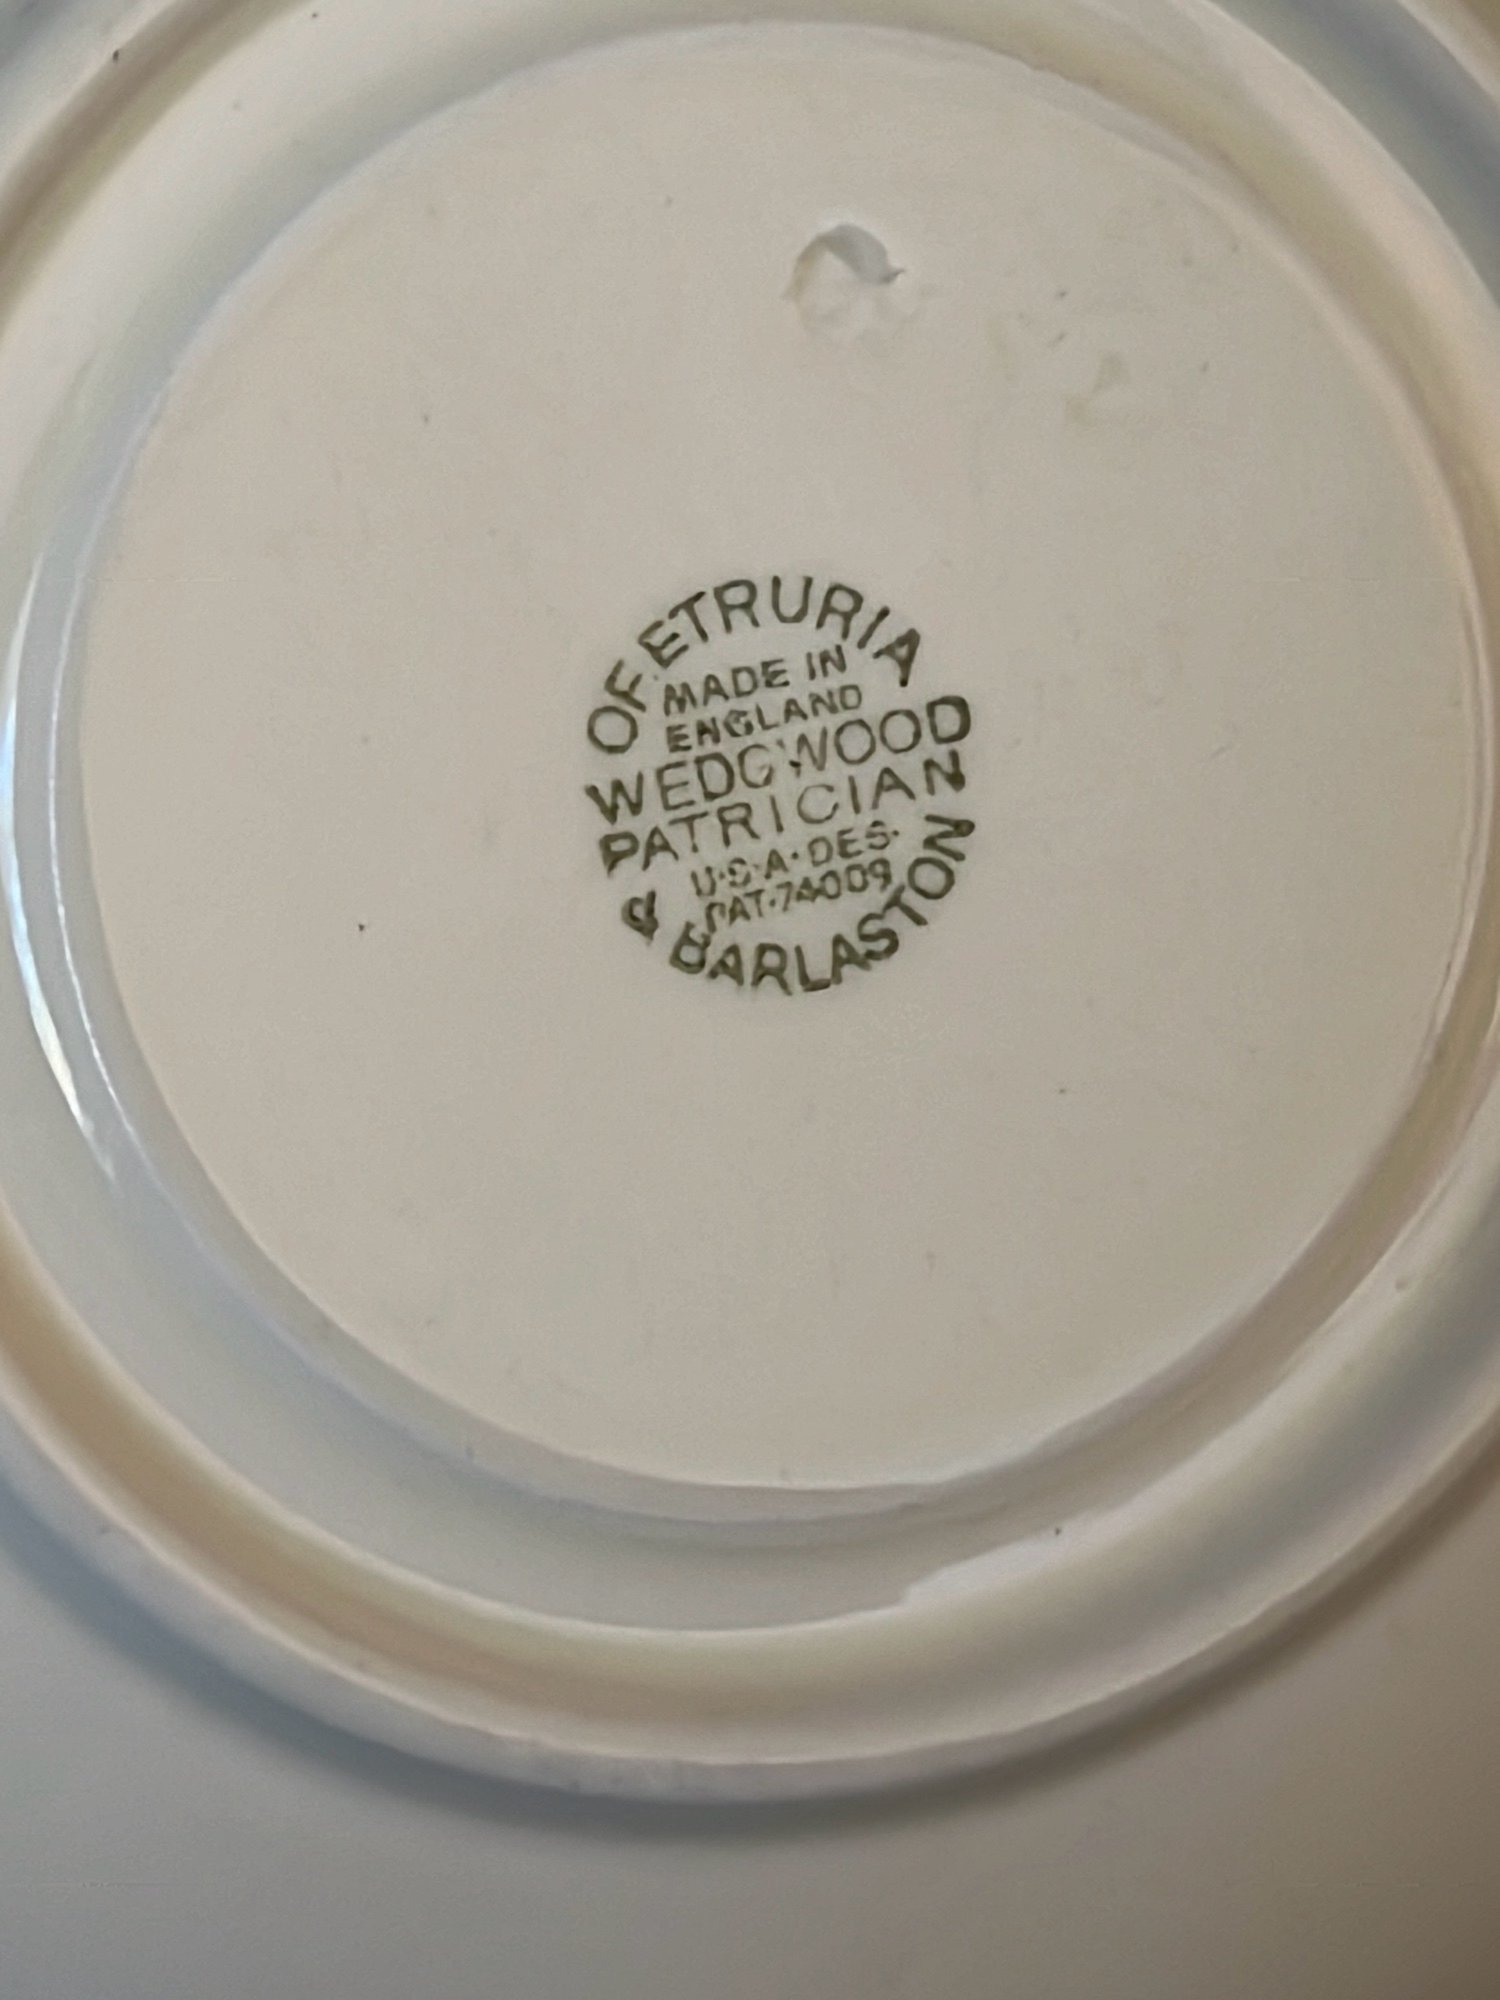 OF ETRURIA
MADE IN
ENGLAND
WEDGWOOD
PATRICIAN
U·S·A· DES·
PAT·74009
& BARLASTON